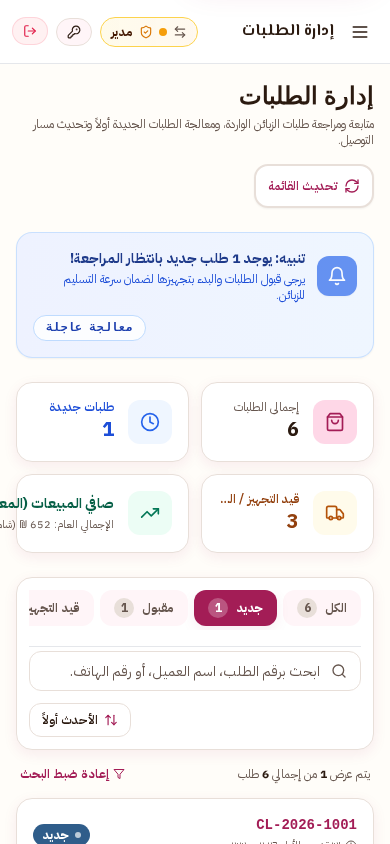 إدارة الطلبات
مدير
إدارة الطلبات
متابعة ومراجعة طلبات الزبائن الواردة، ومعالجة الطلبات الجديدة أولاً وتحديث مسار
التوصيل.
تحديث القائمة
تنبيه: يوجد 1 طلب جديد بانتظار المراجعة!
يرجى قبول الطلبات والبدء بتجهيزها لضمان سرعة التسليم
للزبائن.
معالجة عاجلة
إجمالي الطلبات
6
طلبات جديدة
1
قيد التجهيز / الـ...
3
صافي المبيعات (المع
الإجمالي العام: 652 ₪ (شا
الكل 6
جديد 1
مقبول 1
قيد التجهيز
ابحث برقم الطلب، اسم العميل، أو رقم الهاتف.
الأحدث أولاً
يتم عرض 1 من إجمالي 6 طلب
إعادة ضبط البحث
CL-2026-1001
جديد